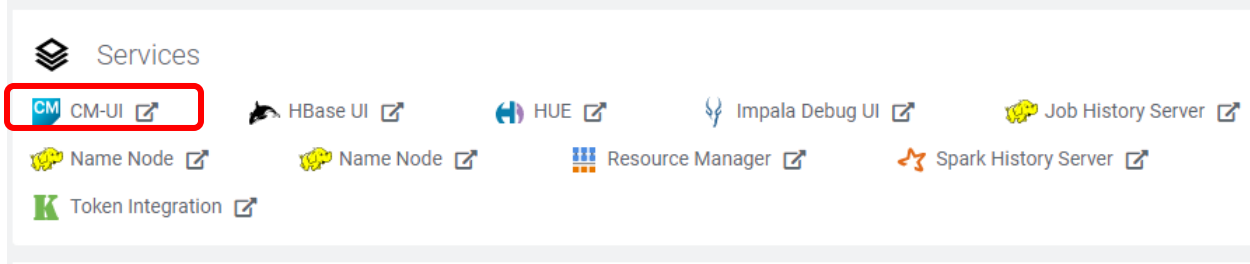 Services
CM CM-UI HBase UI HUE Impala Debug UI Job History Server
Name Node Name Node Resource Manager Spark History Server
K Token Integration